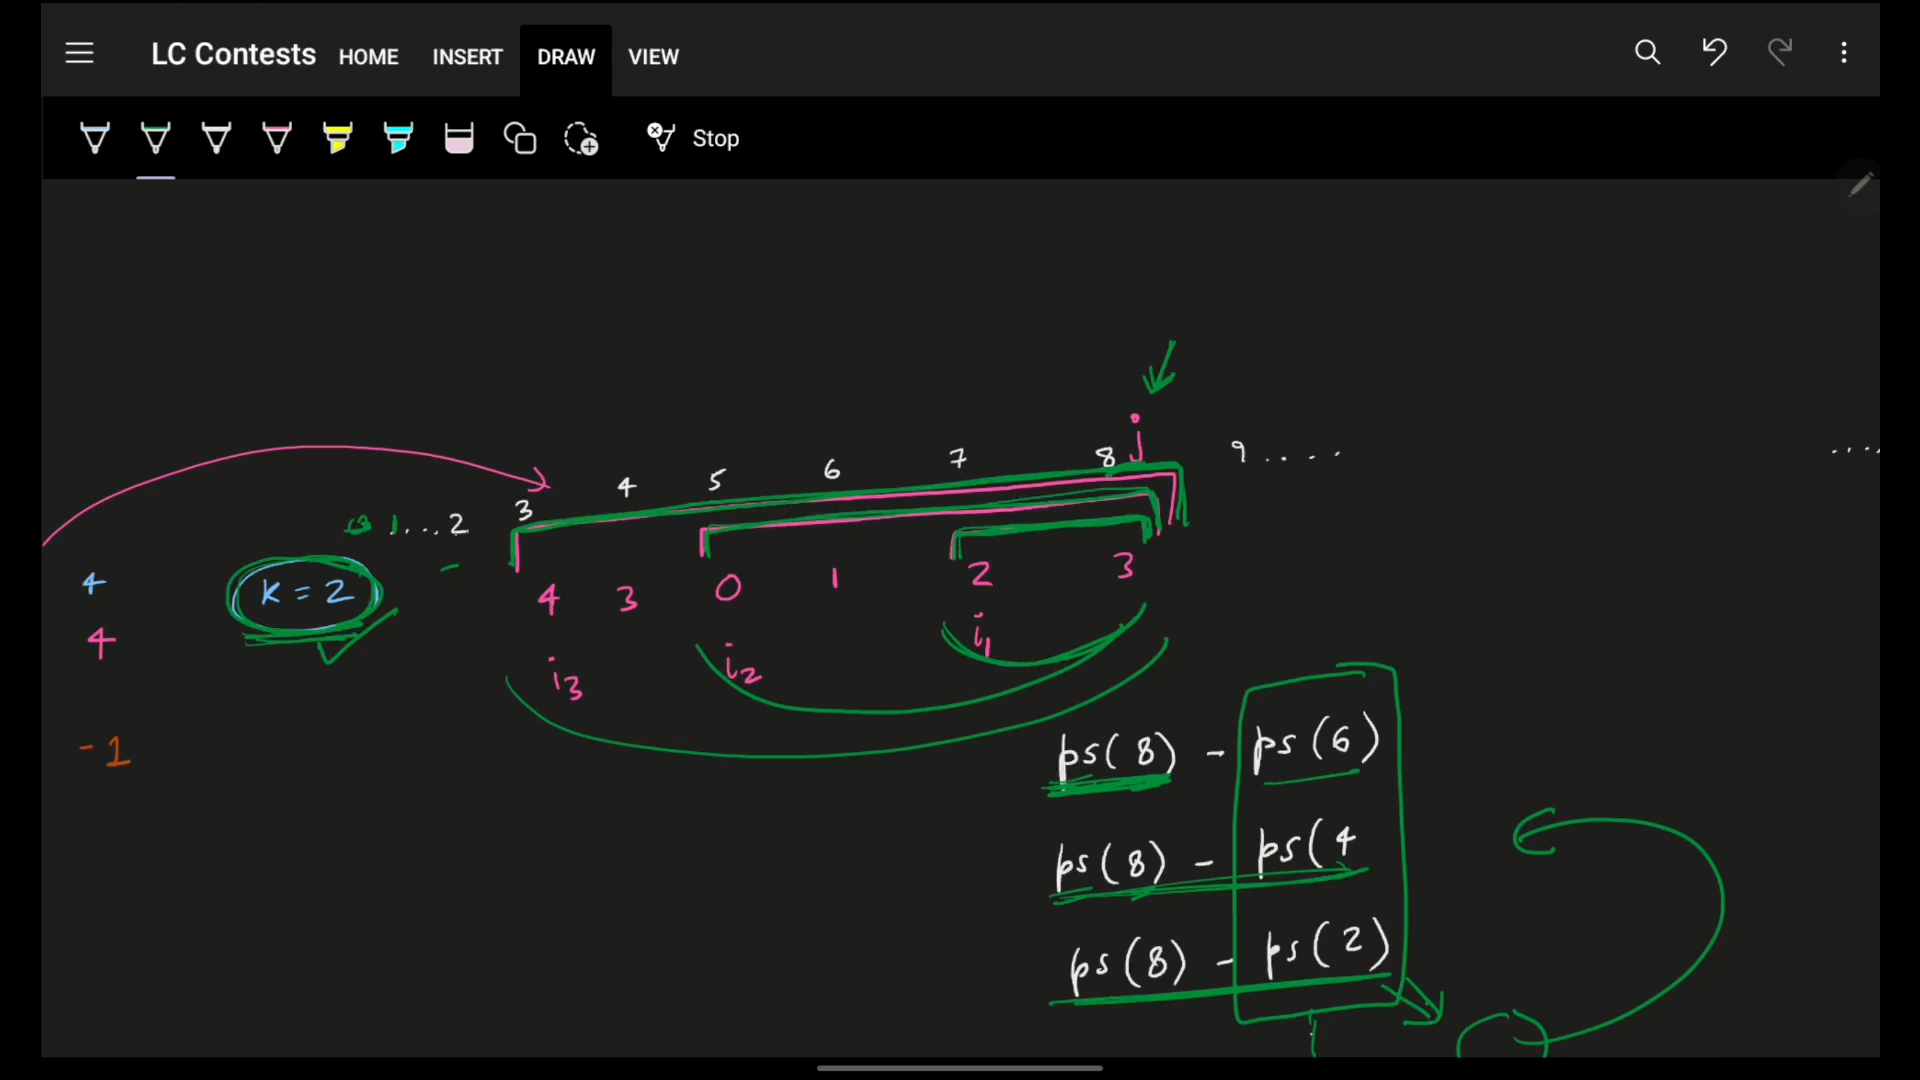 LC Contests HOME INSERT DRAW VIEW
Stop
j
1...2 3 4 5 6 7 8 9.... ....
4 K = 2 4 3 0 1 2 3
4 i3 i2 i1
-1
ps(8) - ps(6)
ps(8) - ps(4
ps(8) - ps(2)